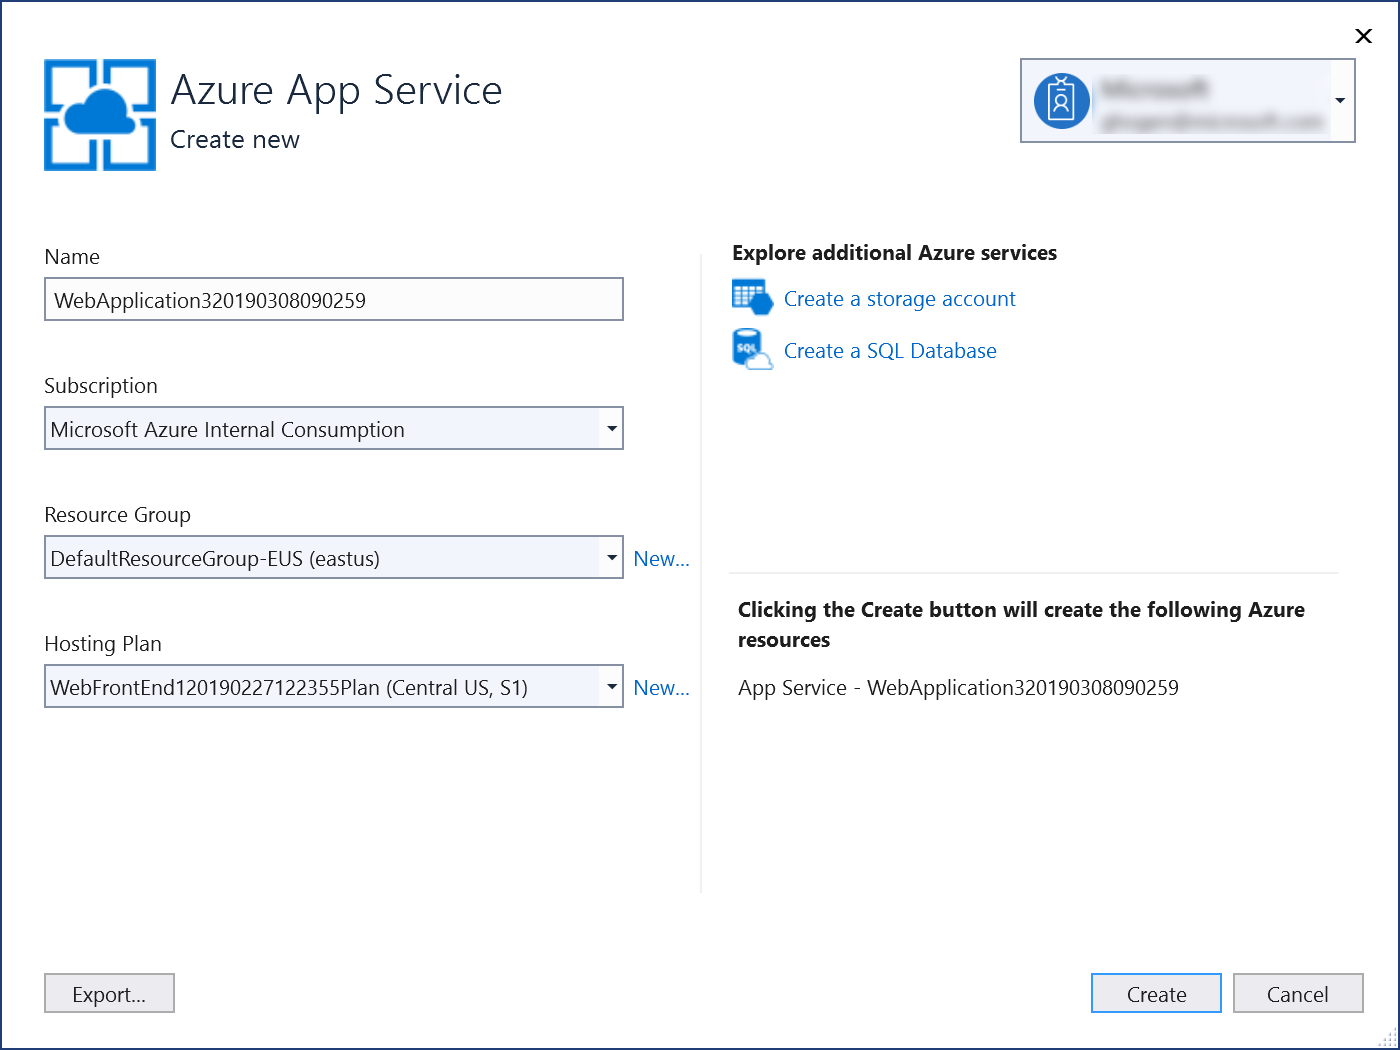 Azure App Service
Create new
Name
WebApplication320190308090259
Subscription
Microsoft Azure Internal Consumption
Resource Group
DefaultResourceGroup-EUS (eastus)
New...
Hosting Plan
WebFrontEnd120190227122355Plan (Central US, S1)
New...
Explore additional Azure services
Create a storage account
SQL
Create a SQL Database
Clicking the Create button will create the following Azure
resources
App Service - WebApplication320190308090259
Export...
Create
Cancel